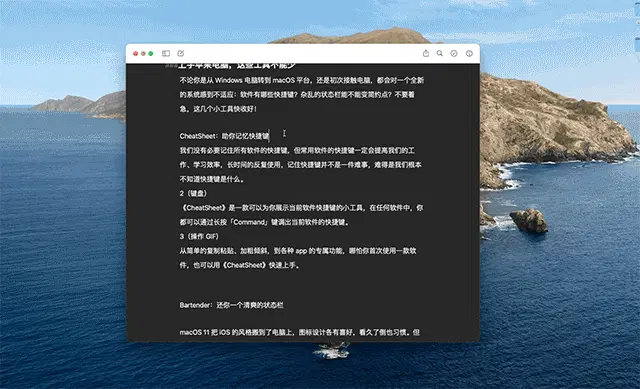 ###上手苹果电脑，这些工具不能少
不论你是从 Windows 电脑转到 macOS 平台，还是初次接触电脑，都会对一个全新
的系统感到不适应：软件有哪些快捷键？杂乱的状态栏能不能变简约点？不要着
急，这几个小工具快收好！
CheatSheet：助你记忆快捷键
我们没有必要记住所有软件的快捷键，但常用软件的快捷键一定会提高我们的工
作、学习效率，长时间的反复使用，记住快捷键并不是一件难事，难得是我们根本
不知道快捷键是什么。
2（键盘）
《CheatSheet》是一款可以为你展示当前软件快捷键的小工具，在任何软件中，你
都可以通过长按「Command」键调出当前软件的快捷键。
3（操作 GIF）
从简单的复制粘贴、加粗倾斜，到各种 app 的专属功能，哪怕你首次使用一款软
件，也可以用《CheatSheet》快速上手。
Bartender：还你一个清爽的状态栏
macOS 11 把 iOS 的风格搬到了电脑上，图标设计各有喜好，看久了倒也习惯。但